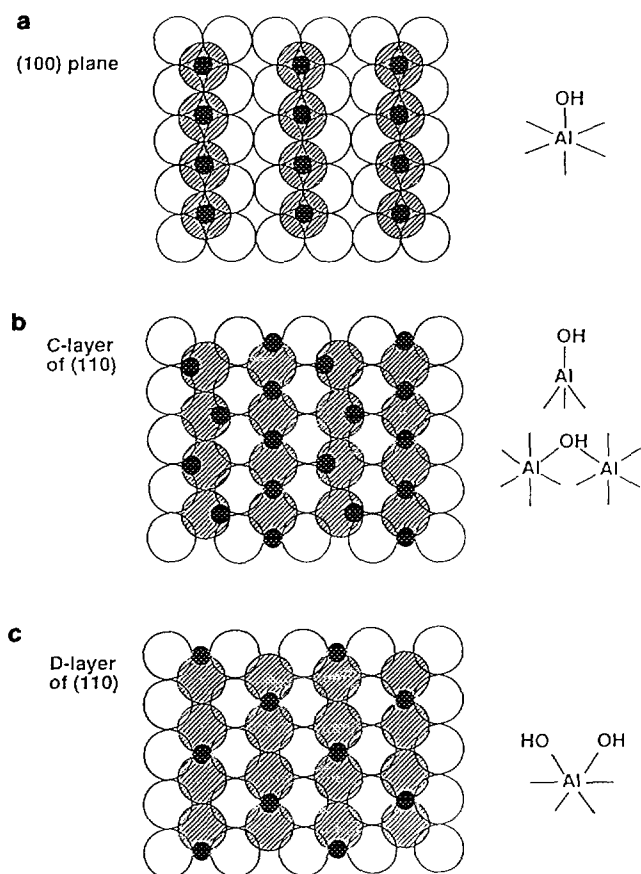 a
(100) plane
OH
Al
b
C-layer
of (110)
OH
Al
OH
Al Al
c
D-layer
of (110)
HO OH
Al